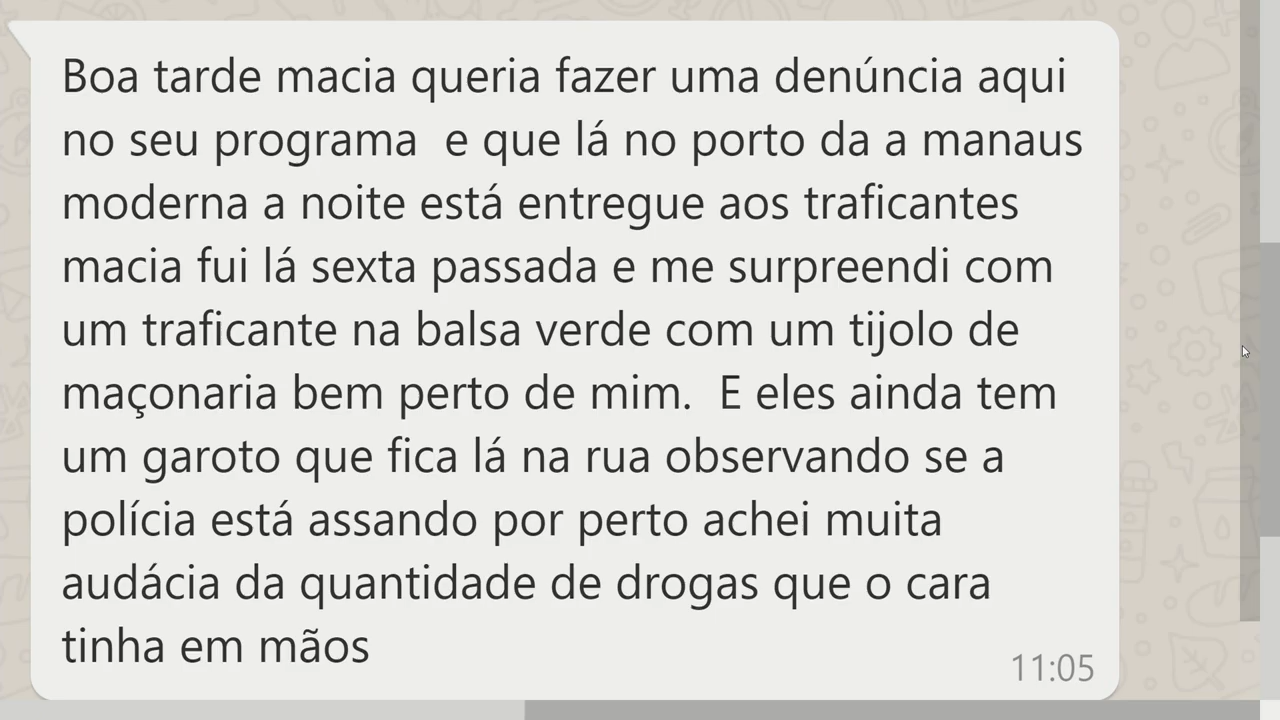 Boa tarde macia queria fazer uma denúncia aqui
no seu programa  e que lá no porto da a manaus
moderna a noite está entregue aos traficantes
macia fui lá sexta passada e me surpreendi com
um traficante na balsa verde com um tijolo de
maçonaria bem perto de mim.  E eles ainda tem
um garoto que fica lá na rua observando se a
polícia está assando por perto achei muita
audácia da quantidade de drogas que o cara
tinha em mãos
11:05